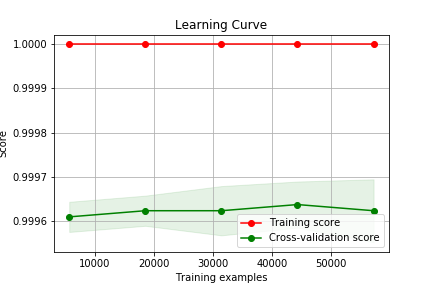 Learning Curve
1.0000
0.9999
0.9998
0.9997
0.9996
Score
Training score
Cross-validation score
10000 20000 30000 40000 50000
Training examples